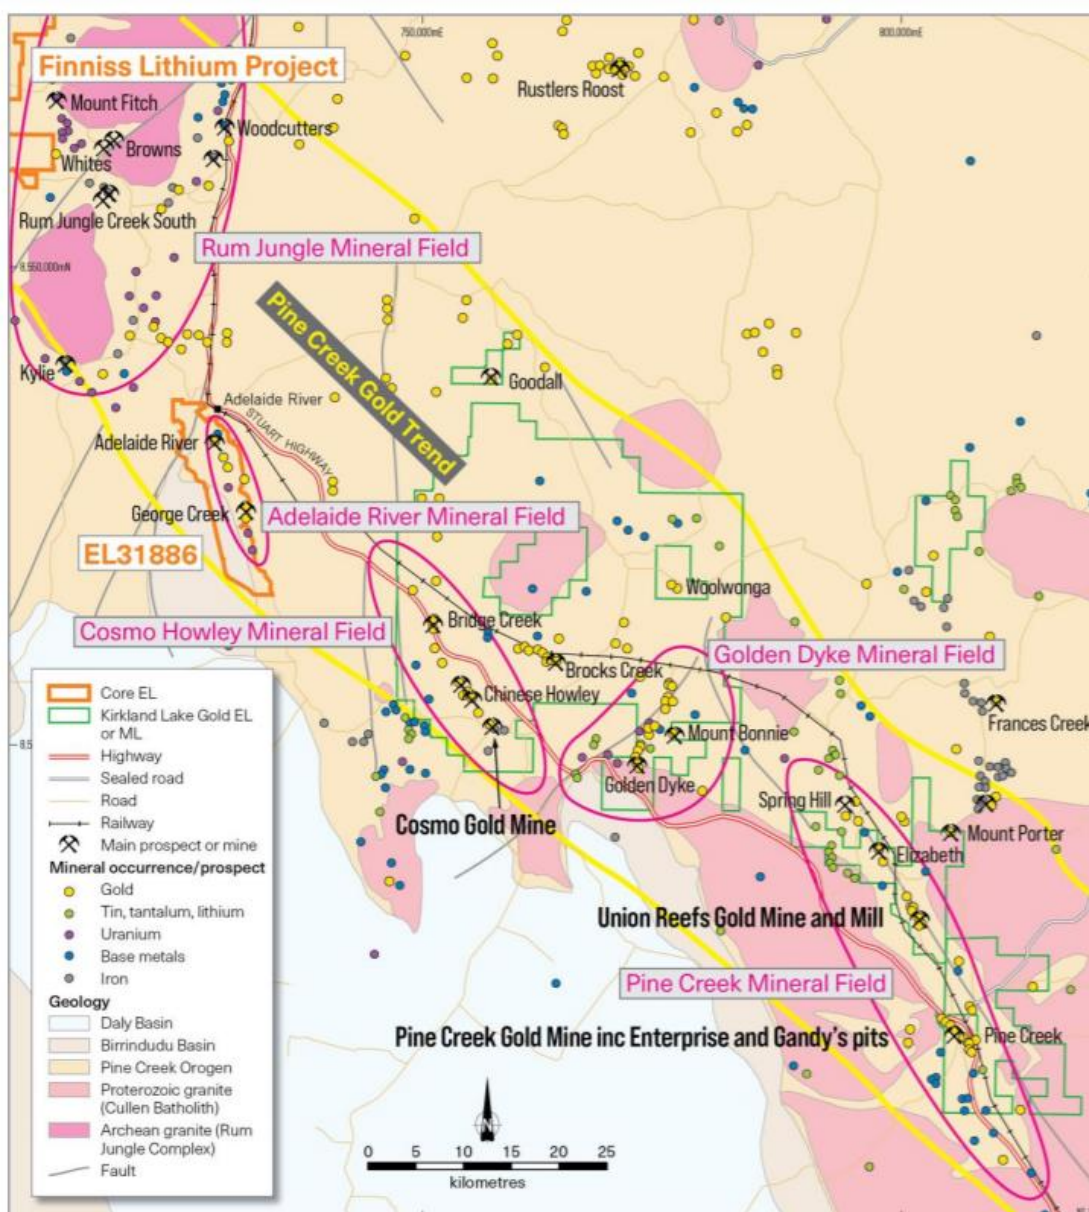 750,000mE
800,000mE
Finniss Lithium Project
Rustlers Roost
Mount Fitch
Woodcutters
Browns
Whites
Rum Jungle Creek South
Rum Jungle Mineral Field
8,550,000mN
Pine Creek Gold Trend
Kylie
Goodall
Adelaide River
STUART HIGHWAY
Adelaide River
George Creek
Adelaide River Mineral Field
EL31886
Woolwonga
Cosmo Howley Mineral Field
Bridge Creek
Golden Dyke Mineral Field
Brocks Creek
Chinese Howley
Frances Creek
Mount Bonnie
85
Golden Dyke
Spring Hill
Cosmo Gold Mine
Mount Porter
Elizabeth
Union Reefs Gold Mine and Mill
Pine Creek Mineral Field
Pine Creek Gold Mine inc Enterprise and Gandy's pits
Pine Creek
Core EL
Kirkland Lake Gold EL
or ML
Highway
Sealed road
Road
Railway
Main prospect or mine
Mineral occurrence/prospect
Gold
Tin, tantalum, lithium
Uranium
Base metals
Iron
Geology
Daly Basin
Birrindudu Basin
Pine Creek Orogen
Proterozoic granite
(Cullen Batholith)
Archean granite (Rum
Jungle Complex)
Fault
N
0 5 10 15 20 25
kilometres